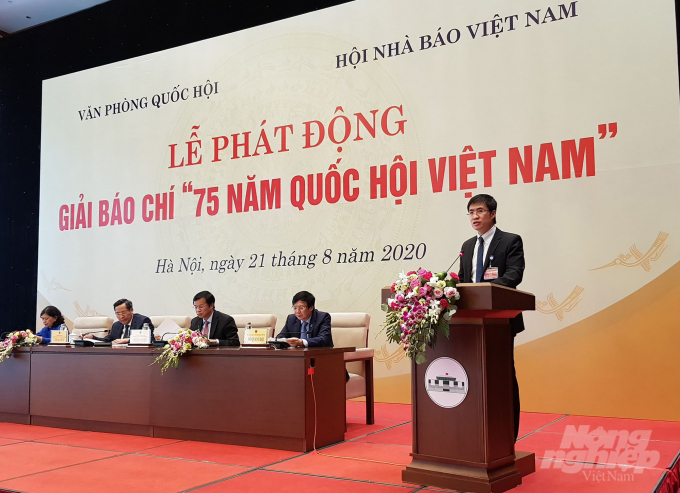 VĂN PHÒNG QUỐC HỘI
HỘI NHÀ BÁO VIỆT NAM
LỄ PHÁT ĐỘNG
GIẢI BÁO CHÍ “75 NĂM QUỐC HỘI VIỆT NAM”
Hà Nội, ngày 21 tháng 8 năm 2020
Nông nghiệp
Việt Nam